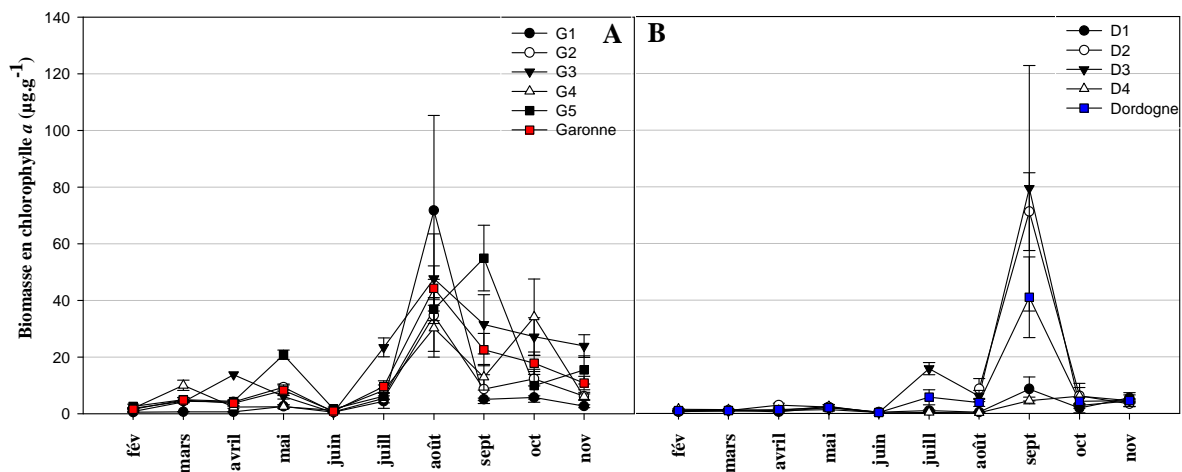 Biomasse en chlorophylle a (µg.g-1)
140
120
100
80
60
40
20
0
A
G1
G2
G3
G4
G5
Garonne
fév
mars
avril
mai
juin
juill
août
sept
oct
nov
B
D1
D2
D3
D4
Dordogne
fév
mars
avril
mai
juin
juill
août
sept
oct
nov